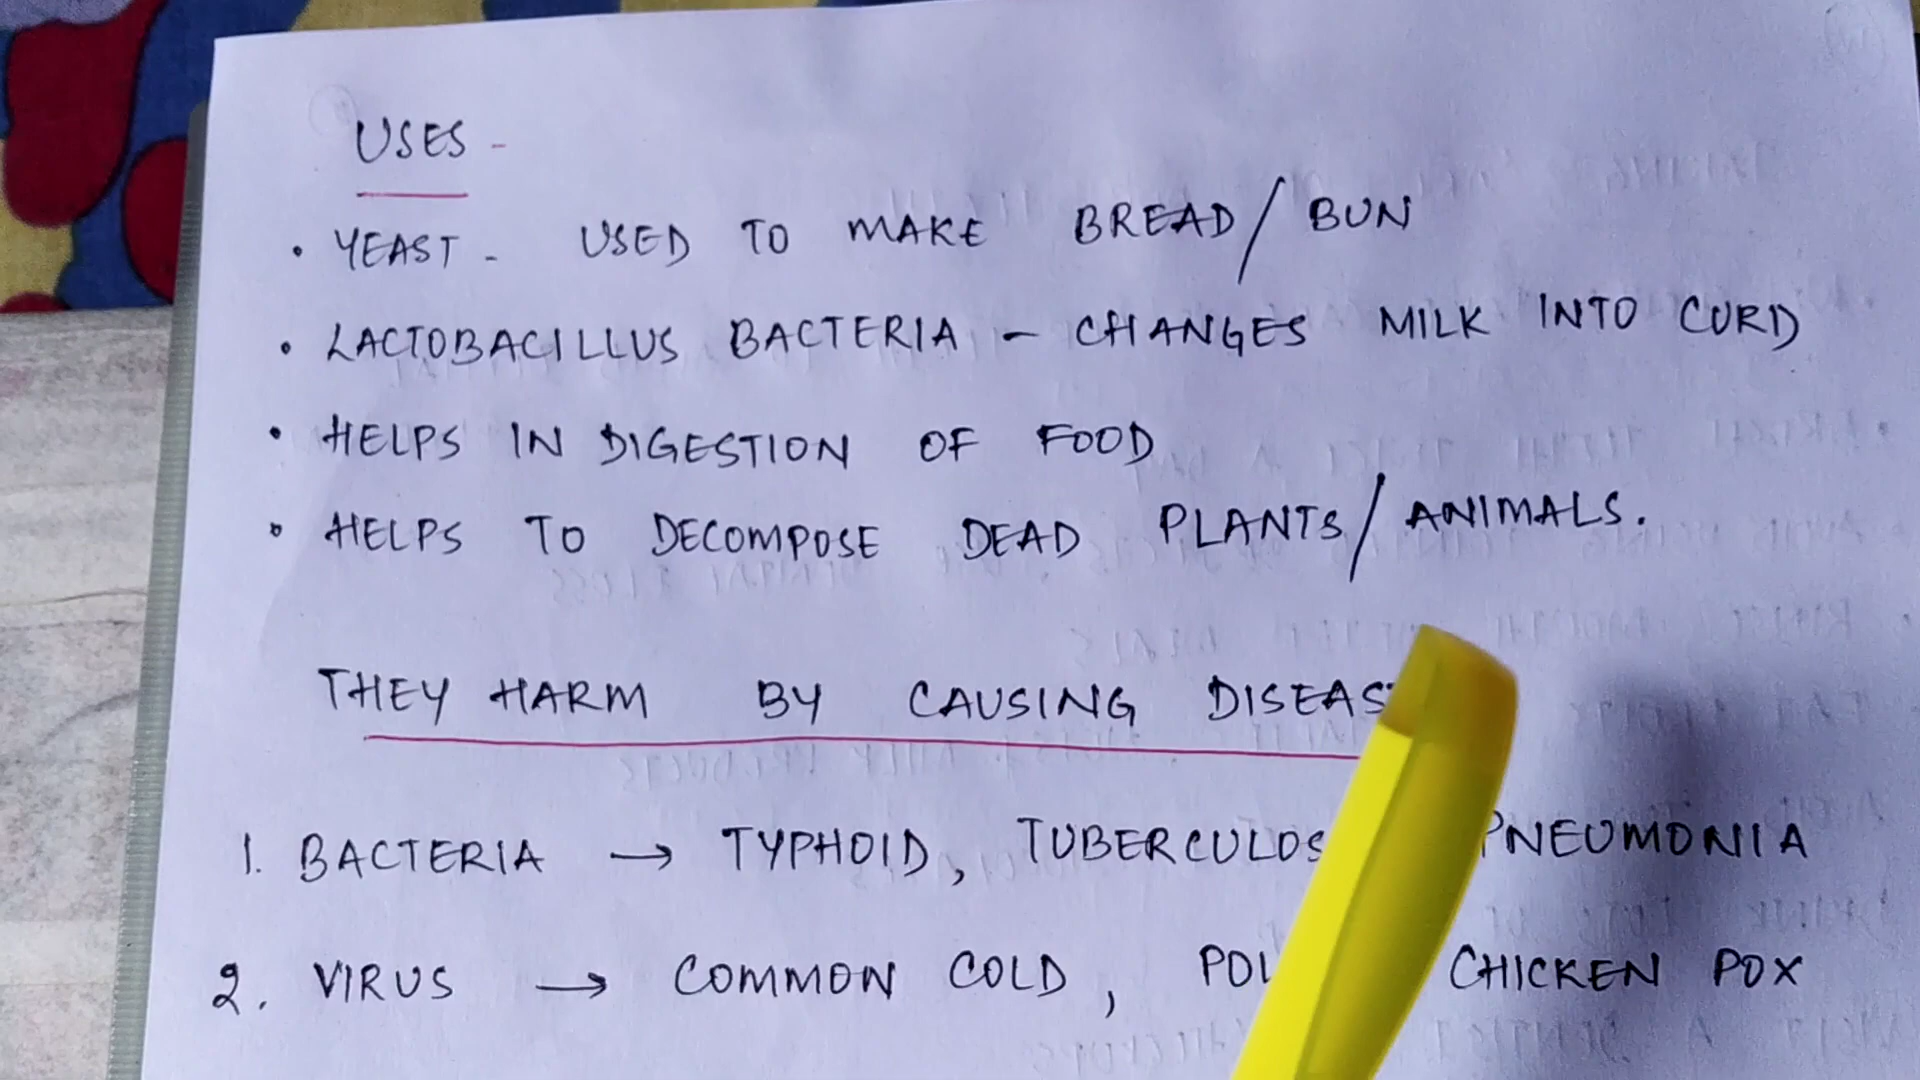 USES -
• YEAST - USED TO MAKE BREAD/BUN
• LACTOBACILLUS BACTERIA - CHANGES MILK INTO CURD
• HELPS IN DIGESTION OF FOOD
• HELPS TO DECOMPOSE DEAD PLANTS/ANIMALS.
THEY HARM BY CAUSING
1. BACTERIA → TYPHOID, PNEUMONIA
2. VIRUS → COMMON COLD, CHICKEN POX